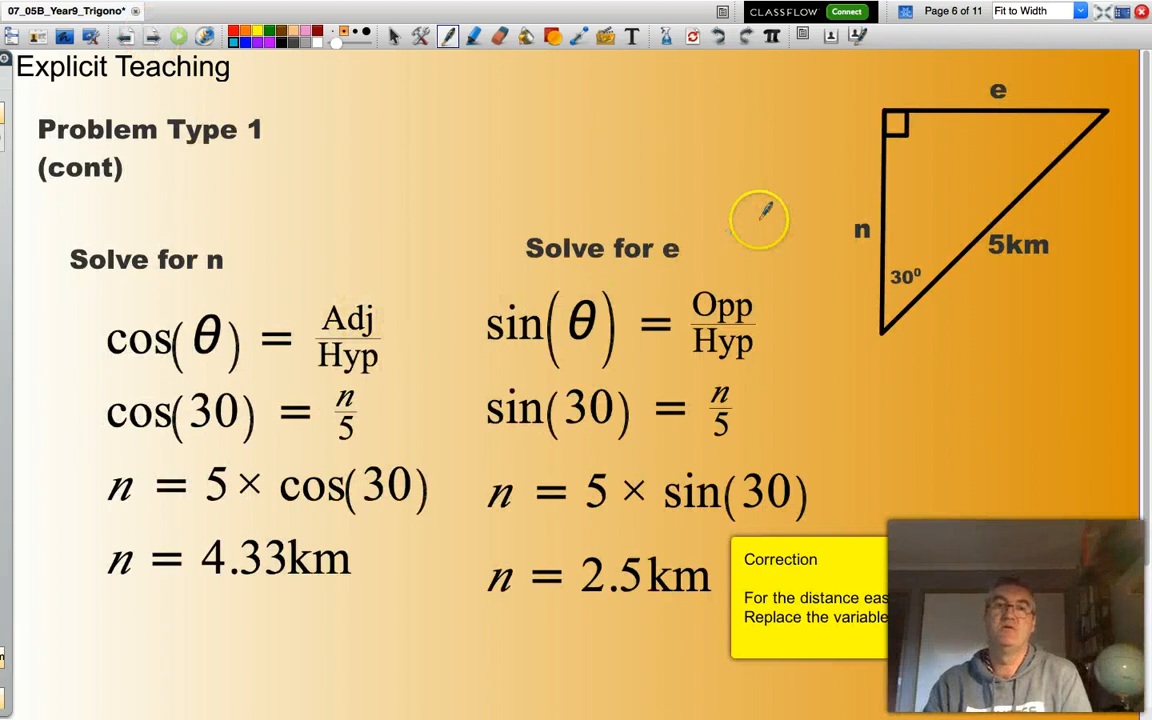 07_05B_Year9_Trigono*
CLASSFLOW Connect
Page 6 of 11
Fit to Width
Explicit Teaching
Problem Type 1
(cont)
e
n
5km
30⁰
Solve for n
cos(θ) = Adj/Hyp
cos(30) = n/5
n = 5 × cos(30)
n = 4.33km
Solve for e
sin(θ) = Opp/Hyp
sin(30) = n/5
n = 5 × sin(30)
n = 2.5km
Correction
For the distance eas
Replace the variable